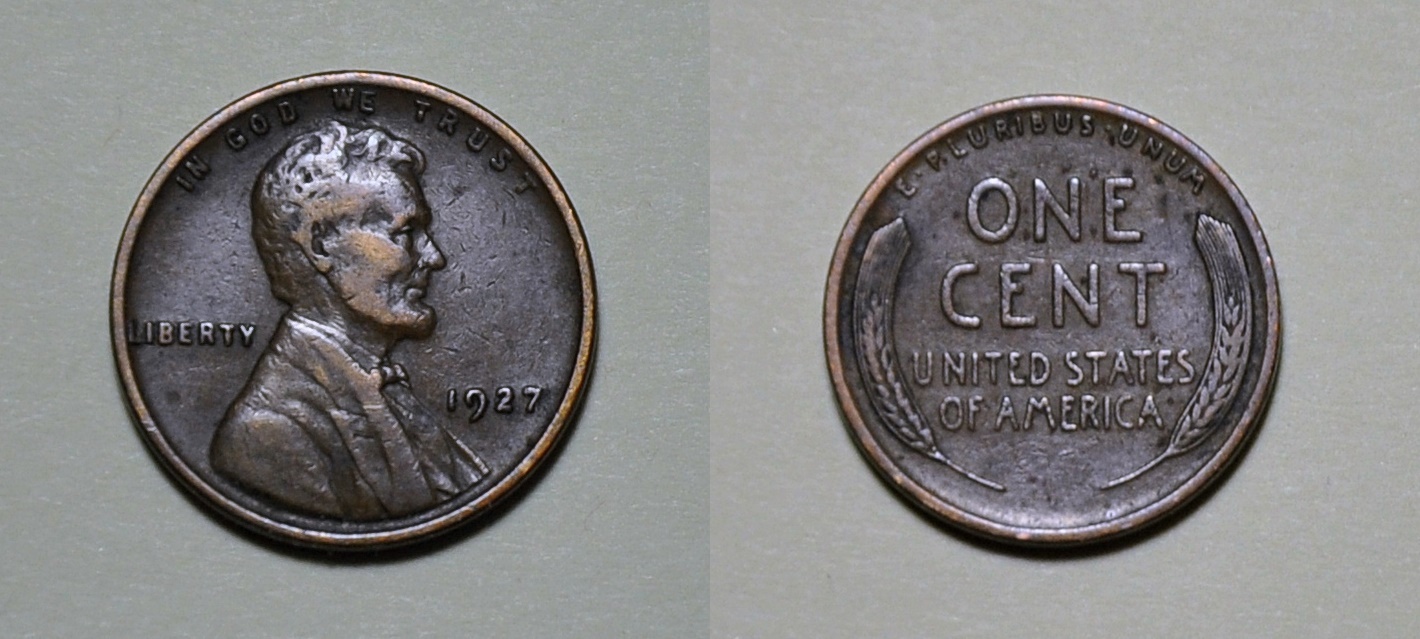 IN GOD WE TRUST
LIBERTY
1927
E·PLURIBUS·UNUM
ONE
CENT
UNITED STATES
OF AMERICA